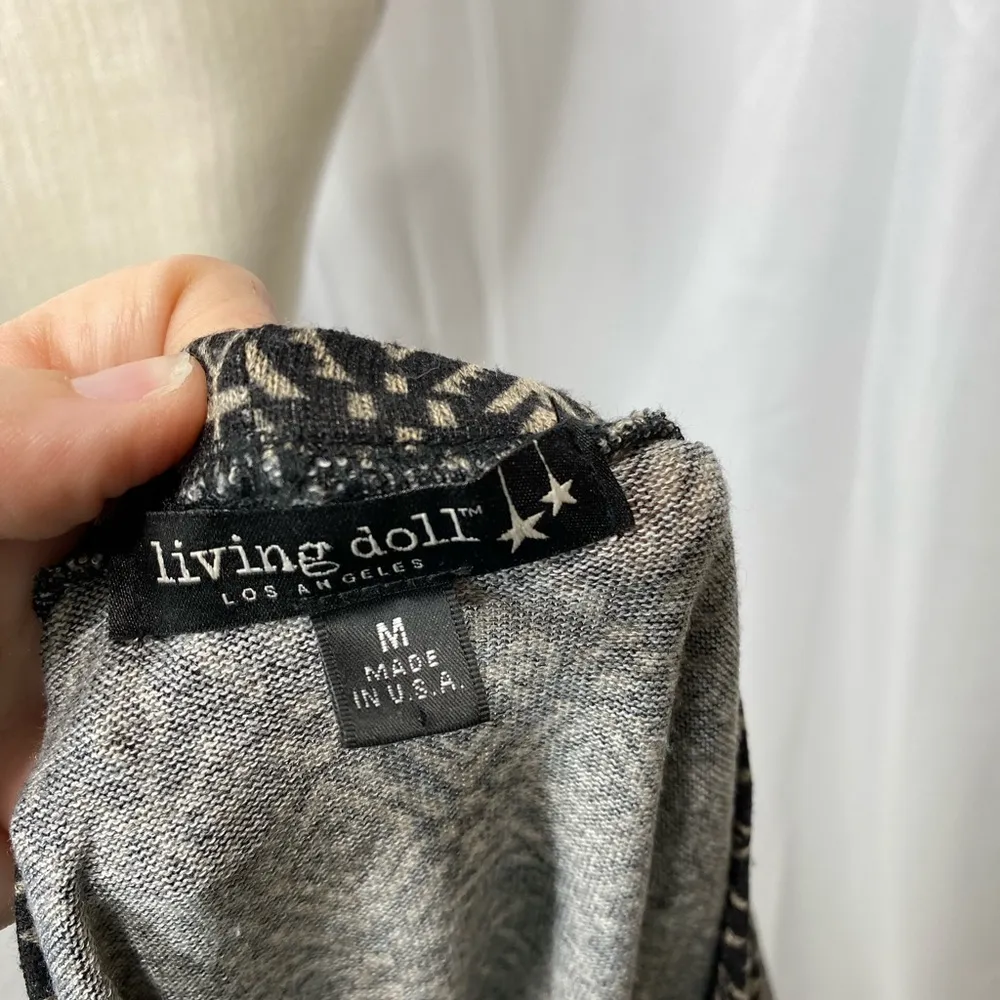 living doll™
LOS ANGELES
M
MADE
IN U.S.A.